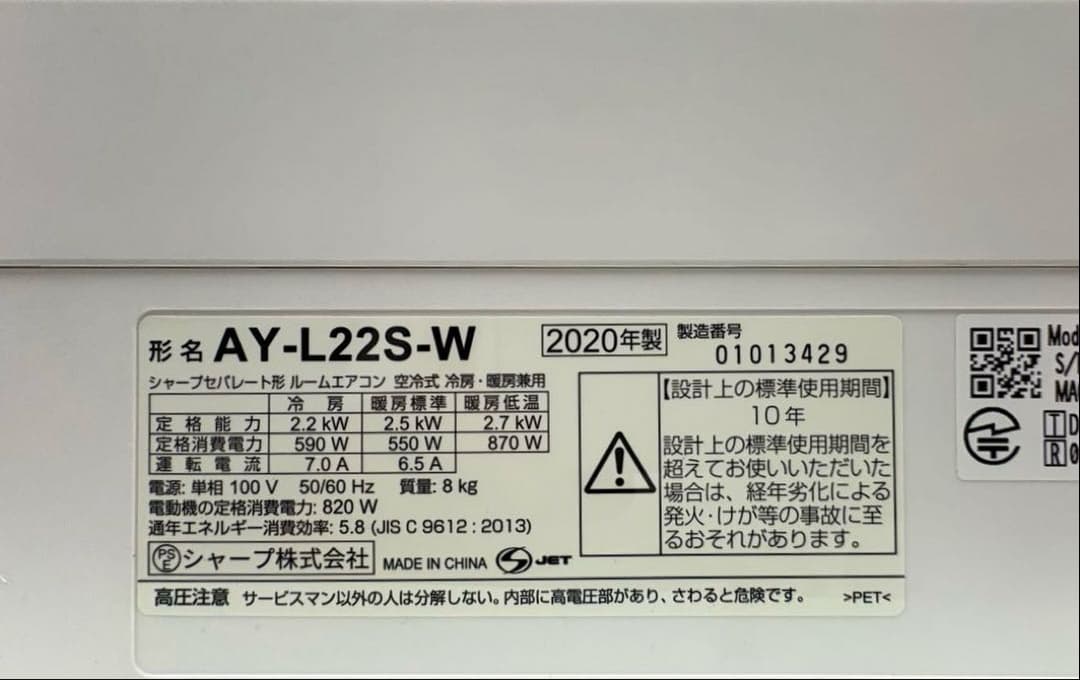 形名 AY-L22S-W 2020年製 製造番号 01013429
シャープセパレート形 ルームエアコン 空冷式 冷房・暖房兼用
冷房 暖房標準 暖房低温
定格能力 2.2 kW 2.5 kW 2.7 kW
定格消費電力 590 W 550 W 870 W
運転電流 7.0 A 6.5 A
電源: 単相 100 V 50/60 Hz 質量: 8 kg
電動機の定格消費電力: 820 W
通年エネルギー消費効率: 5.8 (JIS C 9612 : 2013)
PSE シャープ株式会社 MADE IN CHINA S JET
【設計上の標準使用期間】
10 年
設計上の標準使用期間を
超えてお使いいただいた
場合は、経年劣化による
発火・けが等の事故に至
るおそれがあります。
高圧注意 サービスマン以外の人は分解しない。内部に高電圧部があり、さわると危険です。 >PET<
Mod
S/
MA
T D
R 0